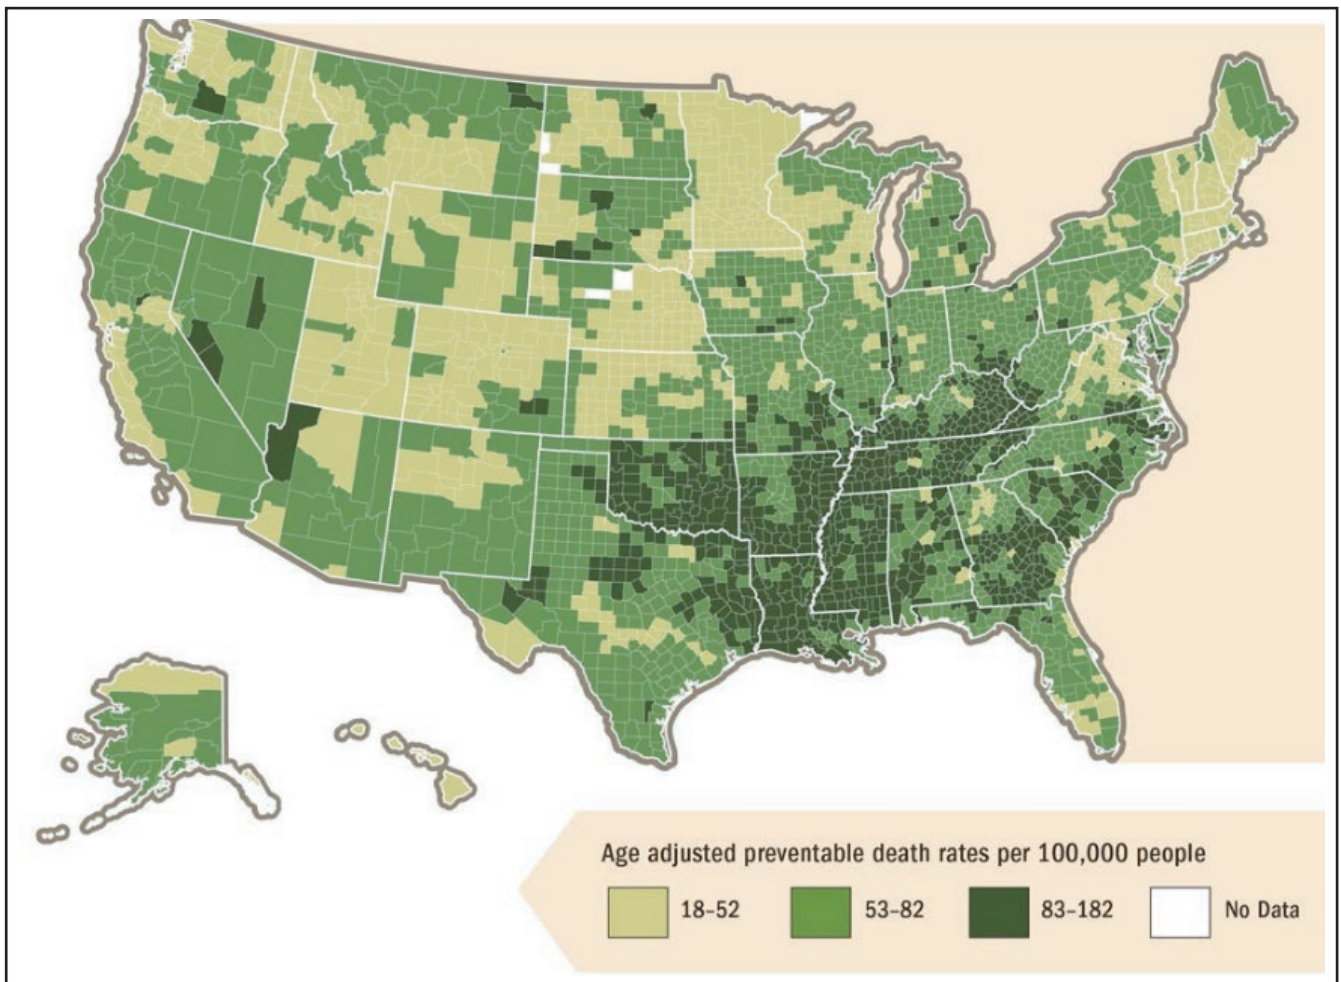 Age adjusted preventable death rates per 100,000 people
18–52 53–82 83–182 No Data